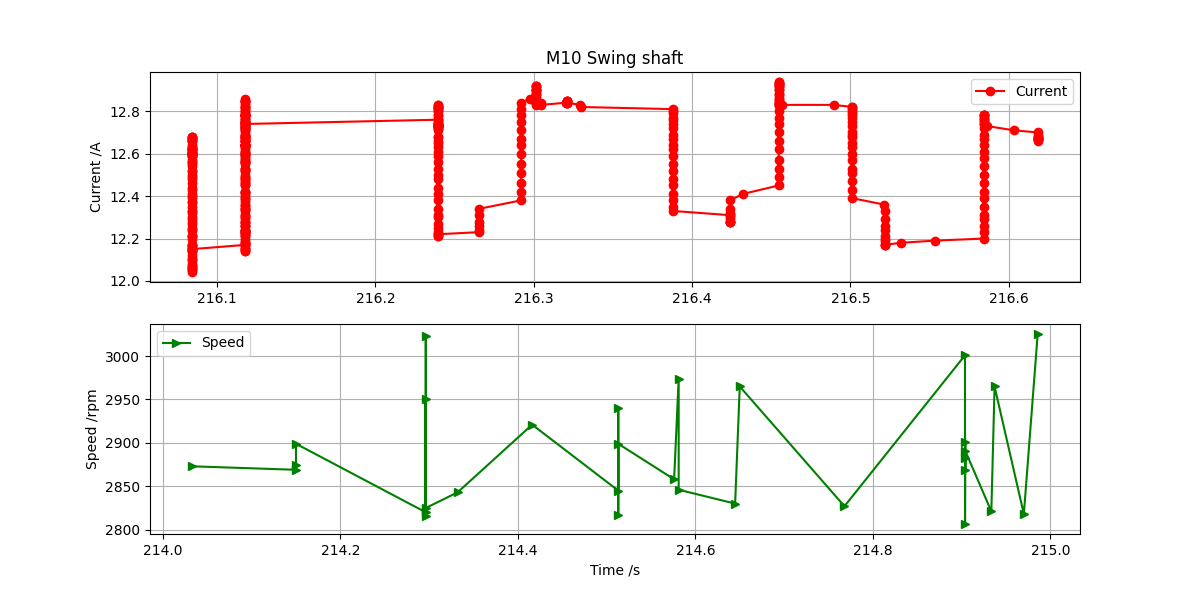 M10 Swing shaft
Current /A
12.8
12.6
12.4
12.2
12.0
Current
216.1 216.2 216.3 216.4 216.5 216.6
Speed /rpm
3000
2950
2900
2850
2800
Speed
214.0 214.2 214.4 214.6 214.8 215.0
Time /s